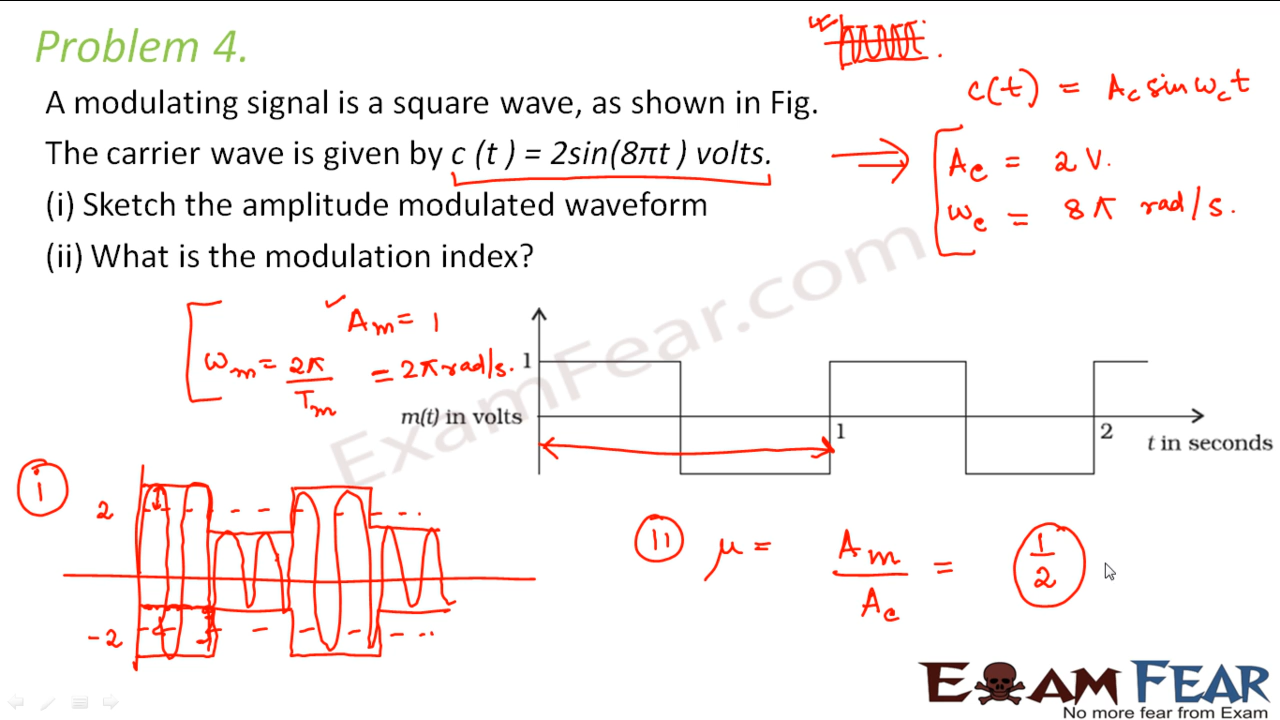 Problem 4.
A modulating signal is a square wave, as shown in Fig.
The carrier wave is given by c (t ) = 2sin(8πt ) volts.
(i) Sketch the amplitude modulated waveform
(ii) What is the modulation index?
c(t) = Ac sin ωc t
Ac = 2 V.
ωc = 8π rad/s.
Am = 1
ωm = 2π/Tm = 2π rad/s.
1
m(t) in volts
1
2
t in seconds
ExamFear.com
i
2
-2
II μ = Am/Ac = 1/2
EXAM FEAR
No more fear from Exam